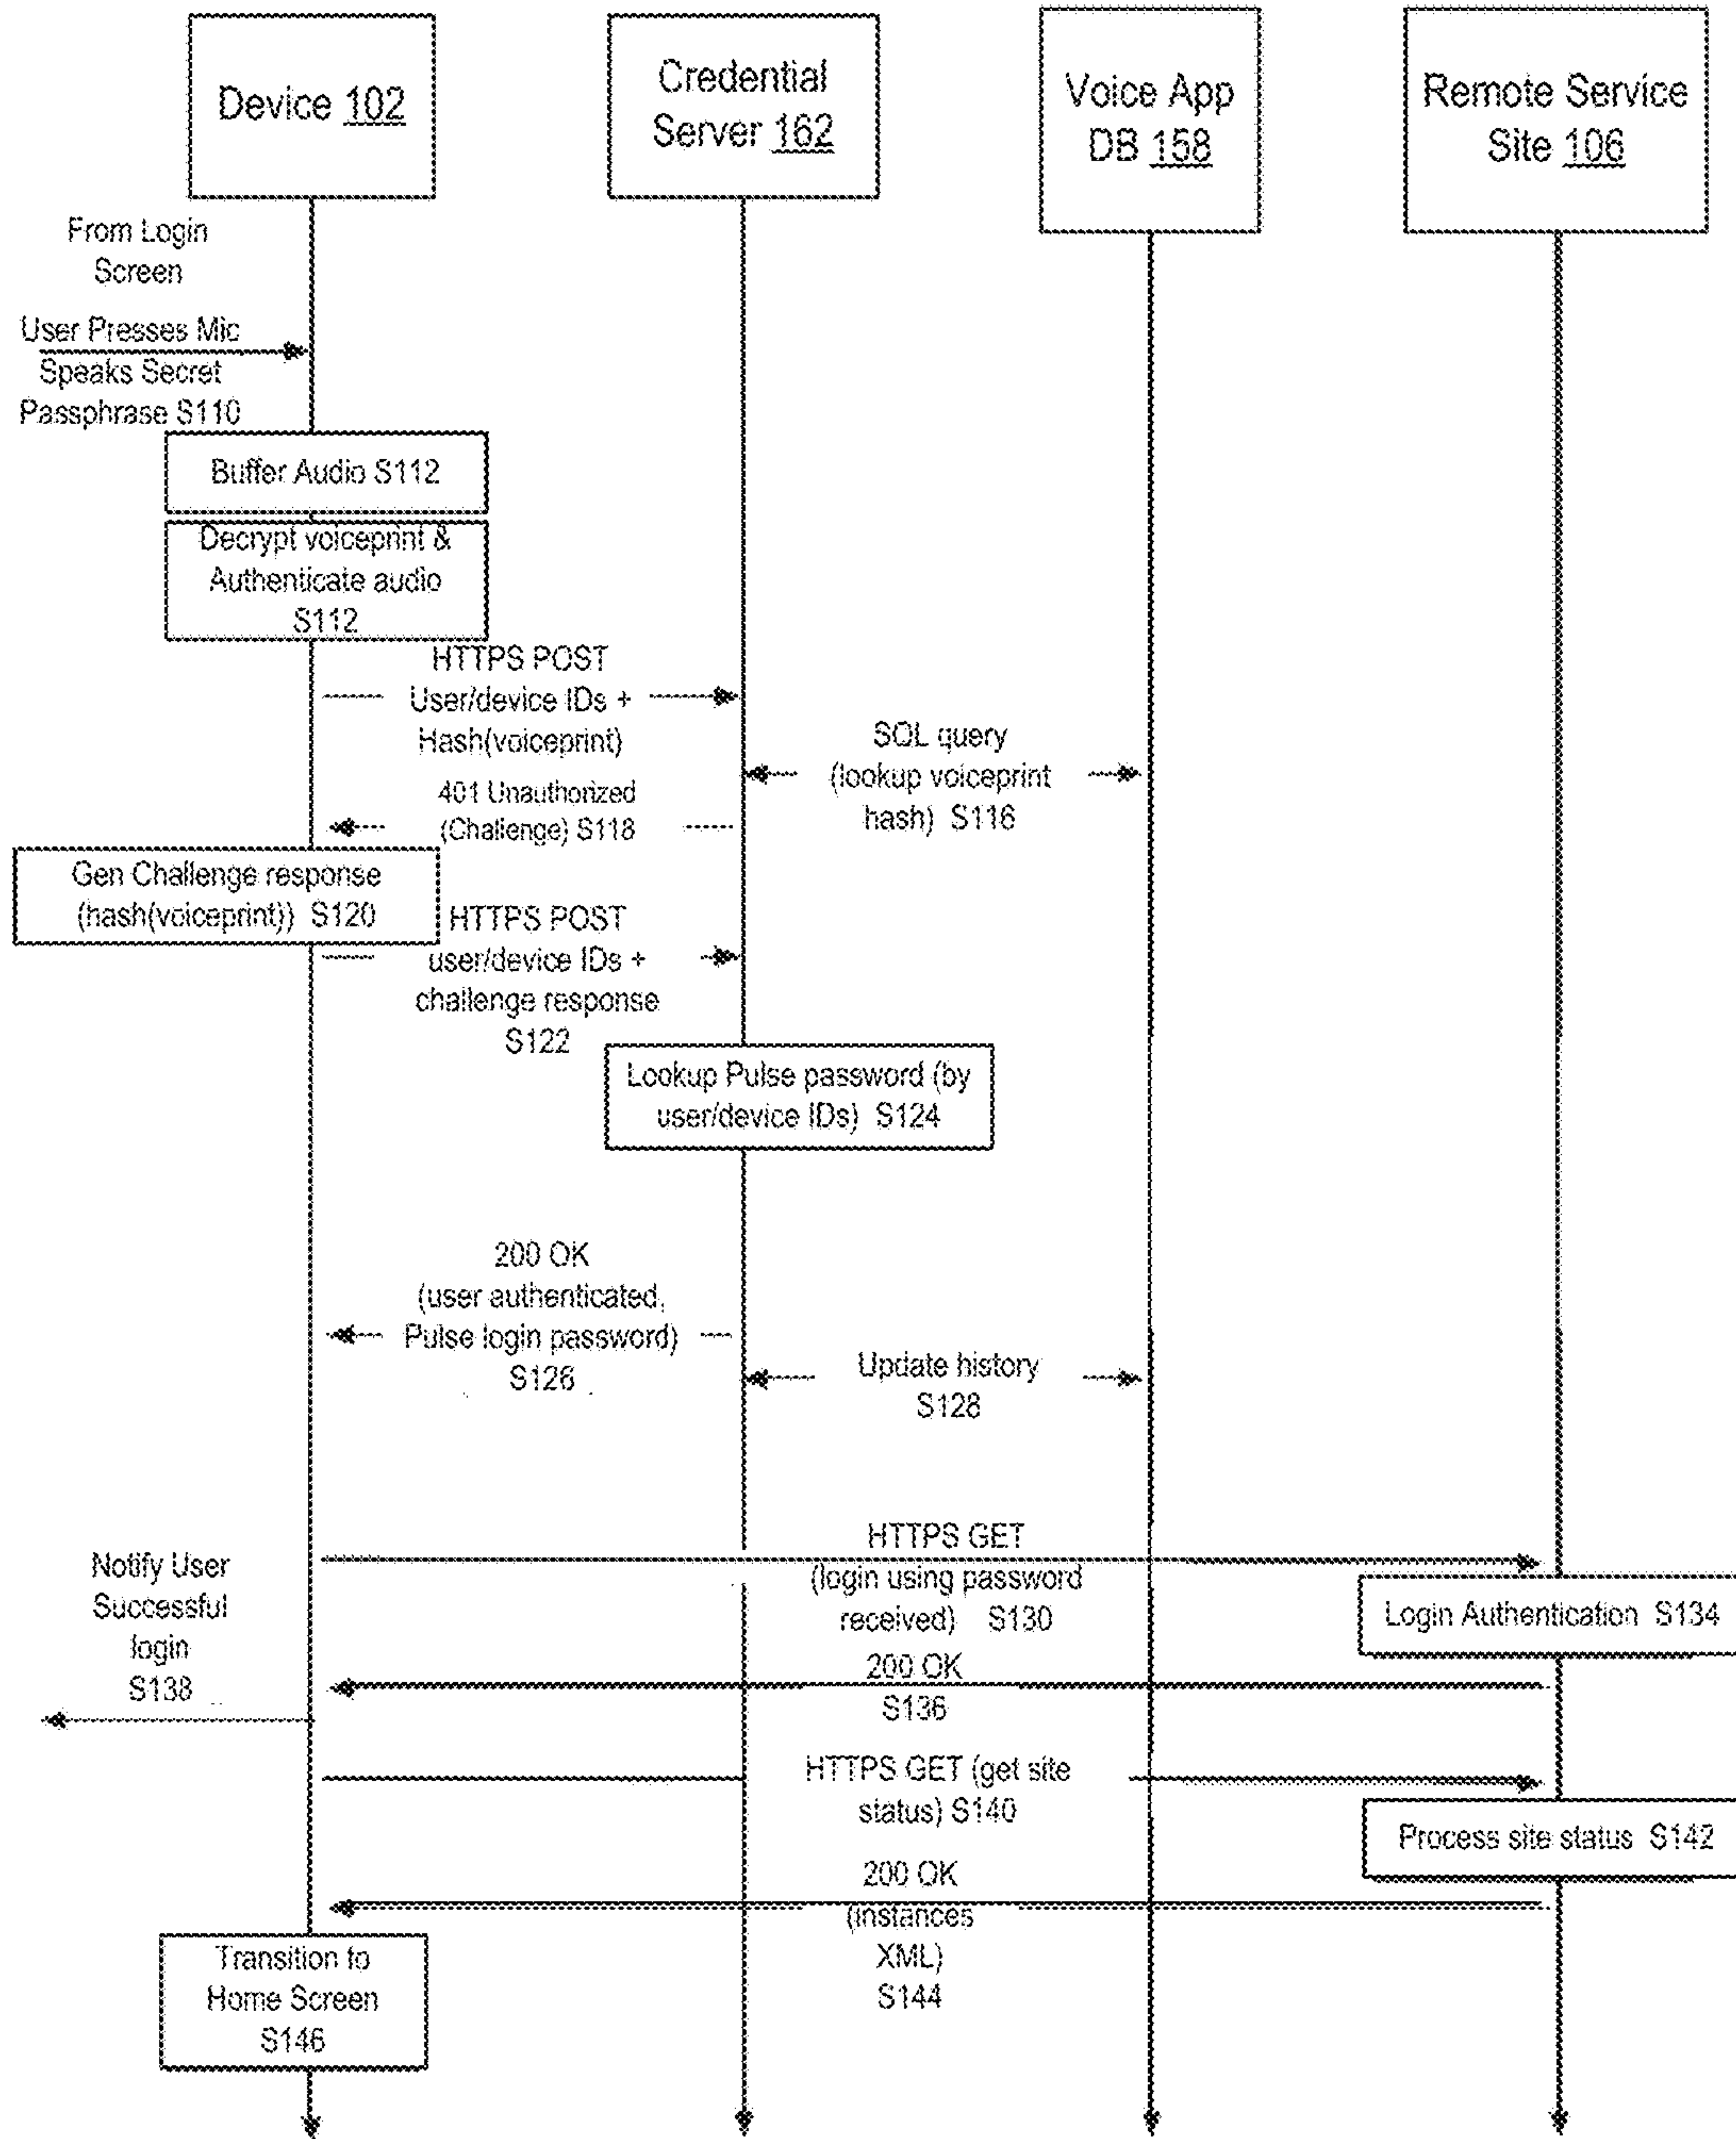 Device 102
Credential
Server 162
Voice App
DB 158
Remote Service
Site 106
From Login
Screen
User Presses Mic
Speaks Secret
Passphrase S110
Buffer Audio S112
Decrypt voiceprint &
Authenticate audio
S112
HTTPS POST
User/device IDs +
Hash(voiceprint)
SQL query
(lookup voiceprint
hash) S116
401 Unauthorized
(Challenge) S118
Gen Challenge response
(hash(voiceprint)) S120
HTTPS POST
user/device IDs +
challenge response
S122
Lookup Pulse password (by
user/device IDs) S124
200 OK
(user authenticated,
Pulse login password)
S126
Update history
S128
HTTPS GET
(login using password
received) S130
Notify User
Successful
login
S138
Login Authentication S134
200 OK
S136
HTTPS GET (get site
status) S140
Process site status S142
200 OK
(instances
XML)
S144
Transition to
Home Screen
S146